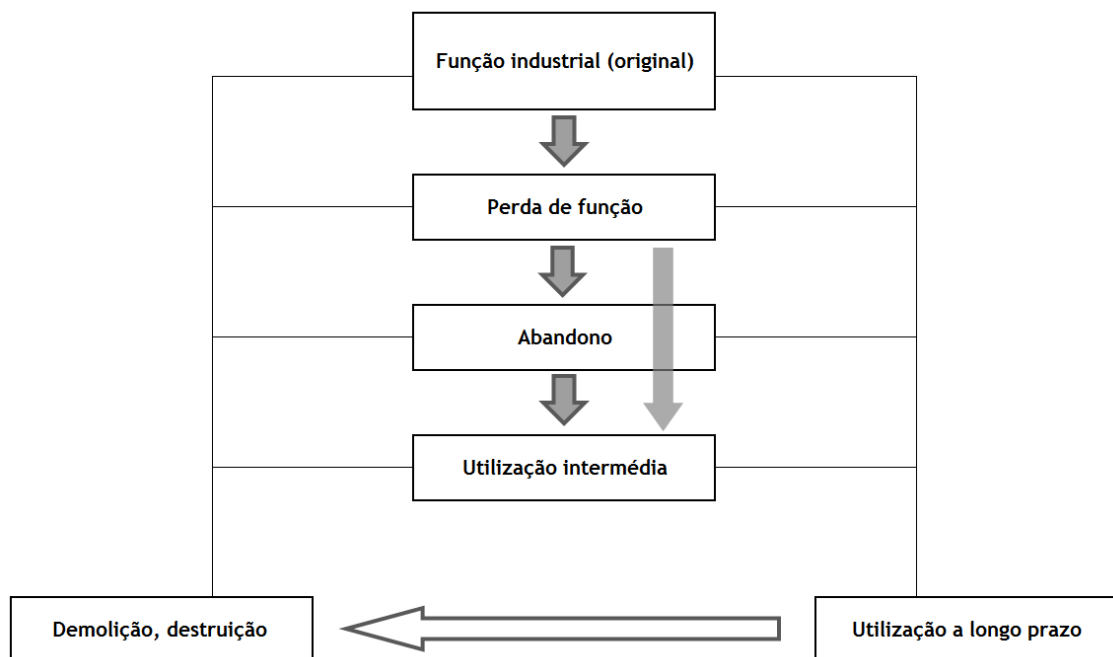 Função industrial (original)
Perda de função
Abandono
Utilização intermédia
Demolição, destruição
Utilização a longo prazo